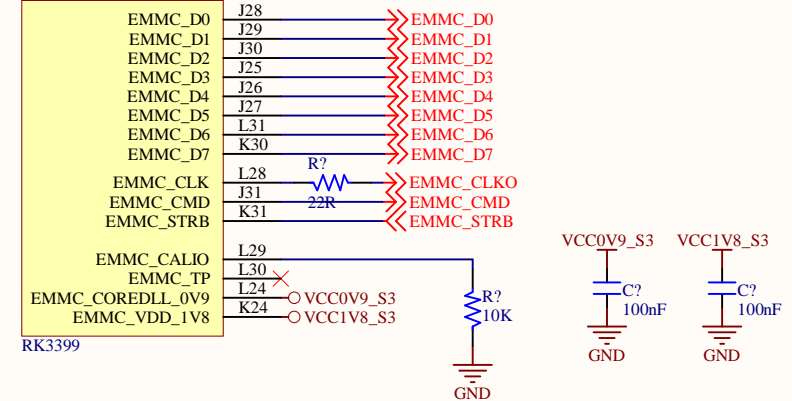 EMMC_D0 J28 EMMC_D0
EMMC_D1 J29 EMMC_D1
EMMC_D2 J30 EMMC_D2
EMMC_D3 J25 EMMC_D3
EMMC_D4 J26 EMMC_D4
EMMC_D5 J27 EMMC_D5
EMMC_D6 L31 EMMC_D6
EMMC_D7 K30 EMMC_D7
R?
EMMC_CLK L28 EMMC_CLKO
22R
EMMC_CMD J31 EMMC_CMD
EMMC_STRB K31 EMMC_STRB
EMMC_CALIO L29
EMMC_TP L30
EMMC_COREDLL_0V9 L24 VCC0V9_S3
EMMC_VDD_1V8 K24 VCC1V8_S3
RK3399
R?
10K
GND
VCC0V9_S3
C?
100nF
GND
VCC1V8_S3
C?
100nF
GND